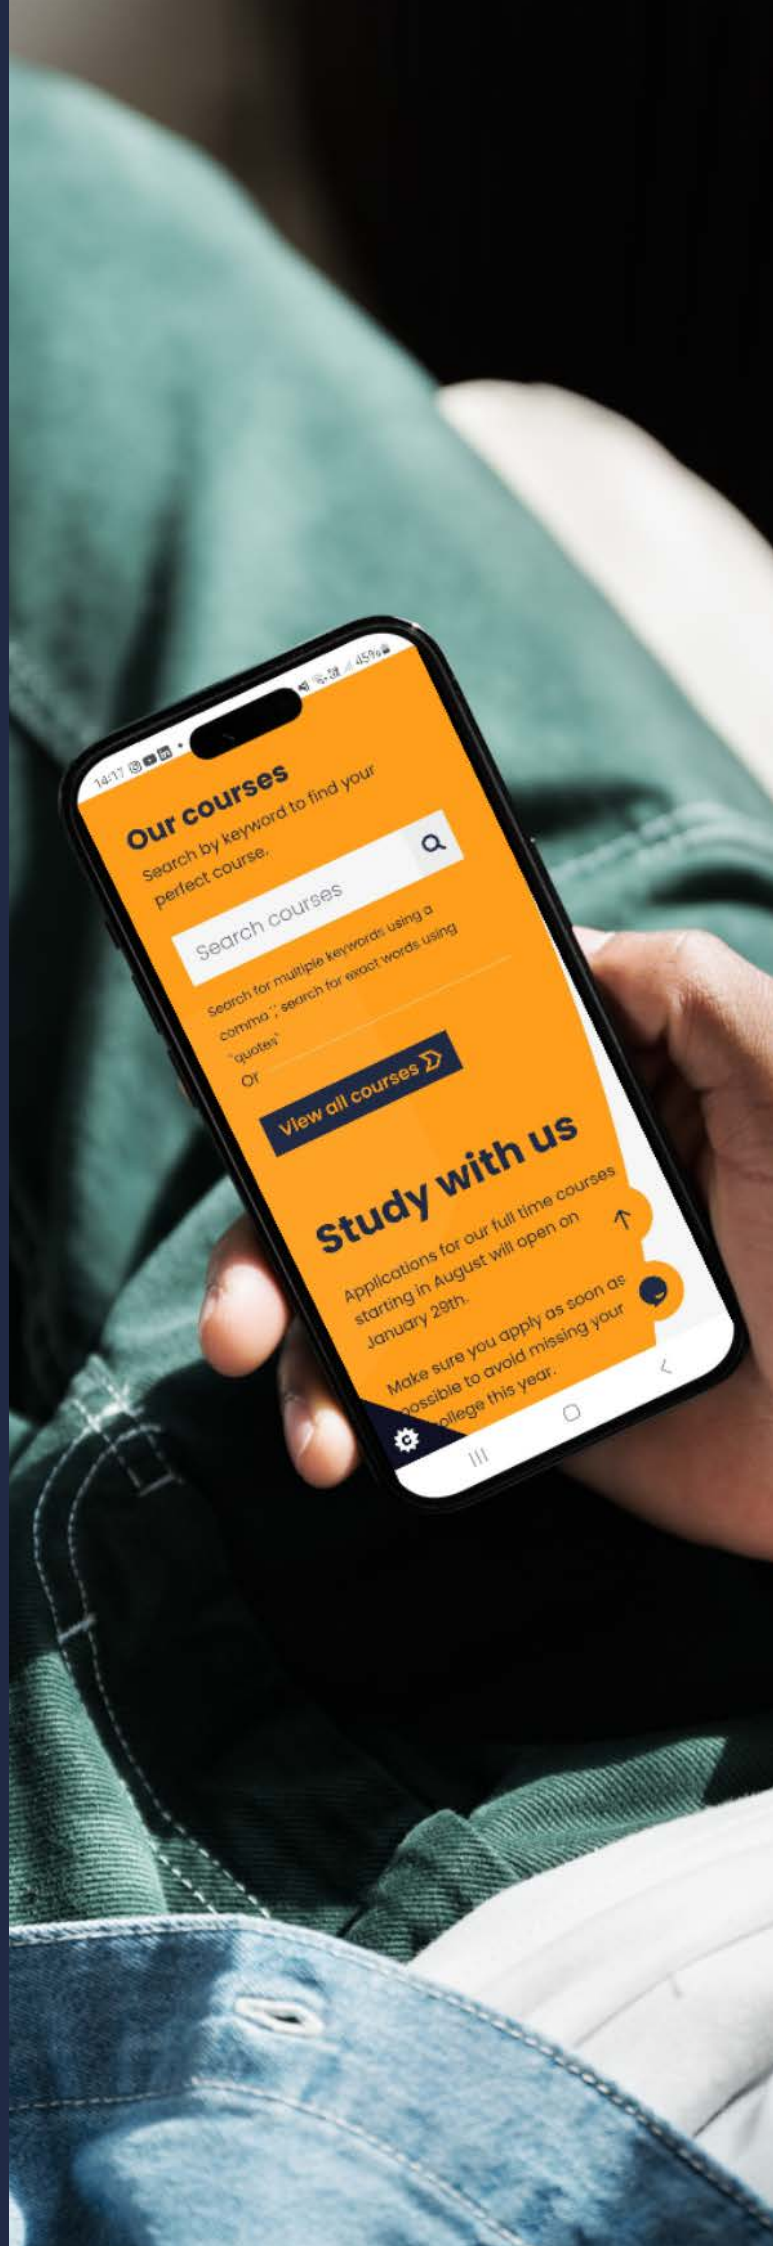 14:17
45%
Our courses
Search by keyword to find your
perfect course.
Search courses
Search for multiple keywords using a
comma ',' search for exact words using
"quotes"
Or
View all courses
Study with us
Applications for our full time courses
starting in August will open on
January 29th.
Make sure you apply as soon as
possible to avoid missing your
college this year.